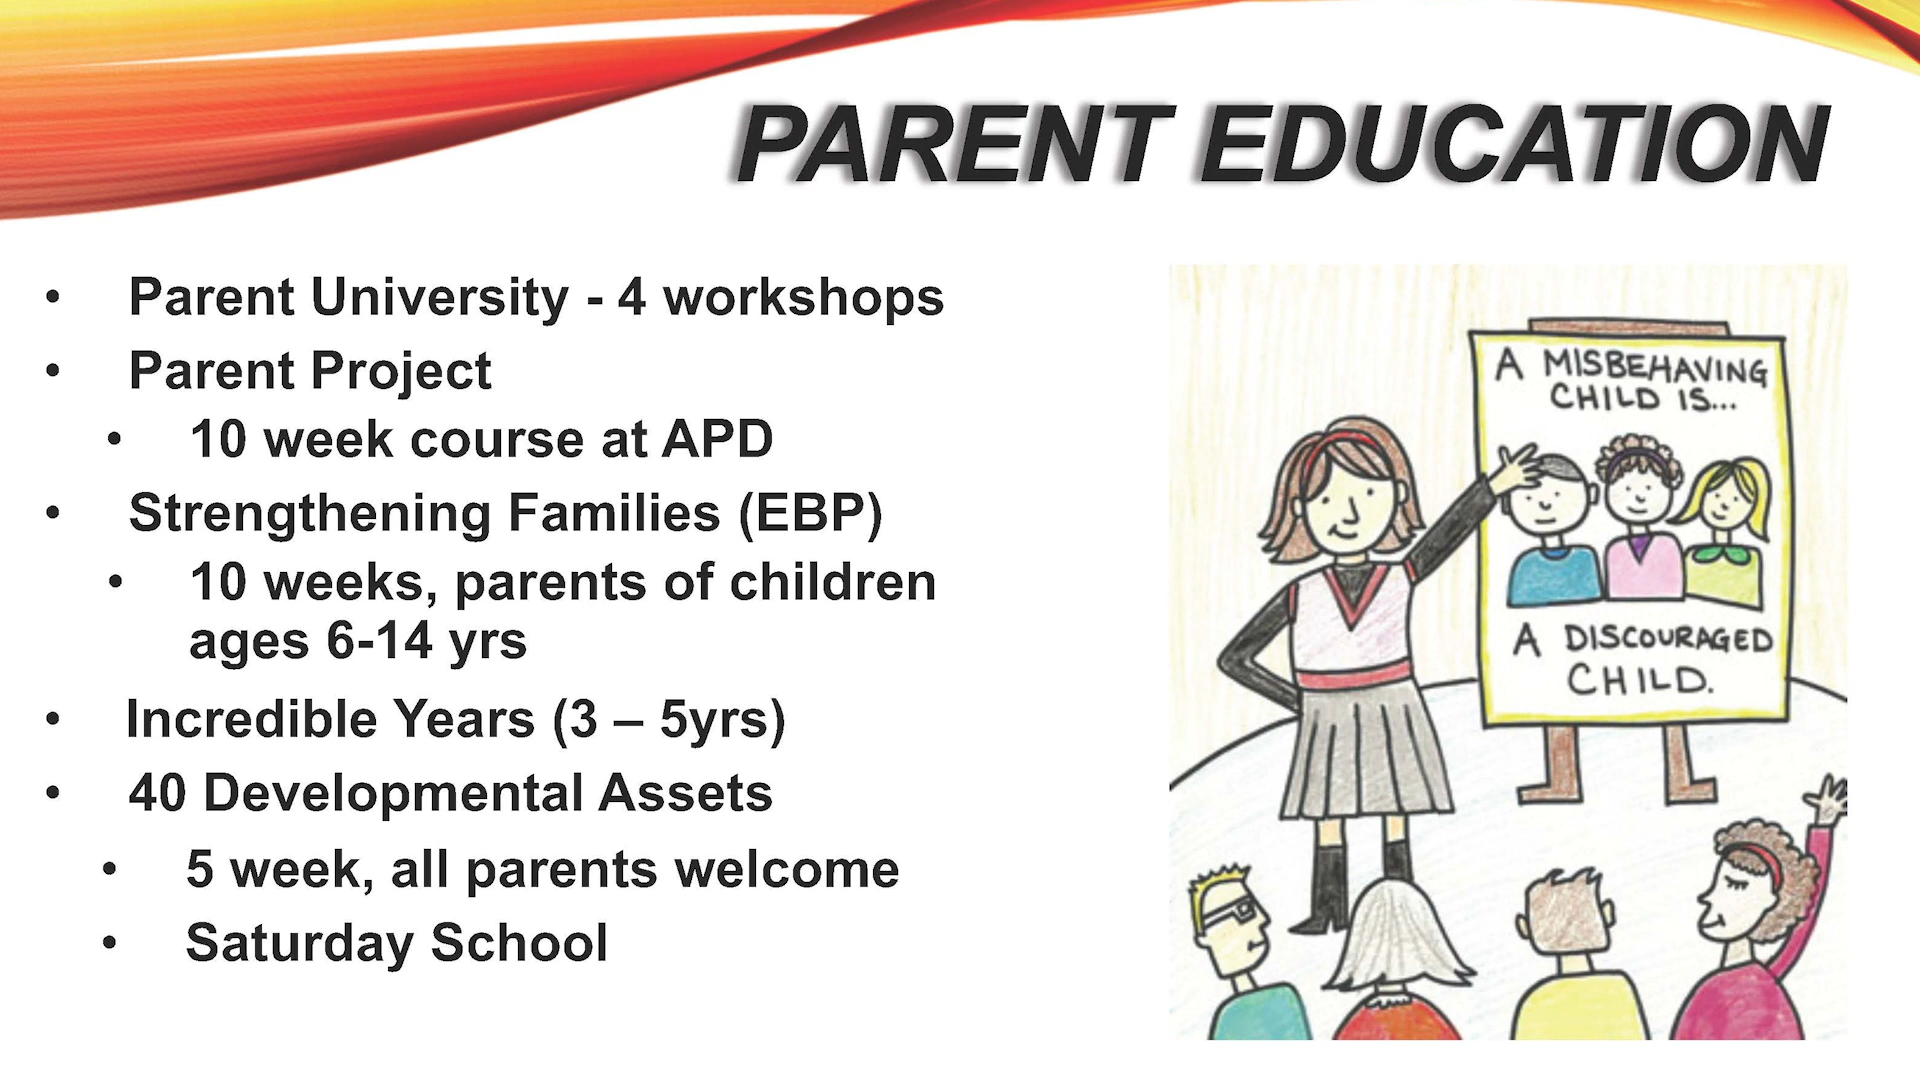 PARENT EDUCATION
• Parent University - 4 workshops
• Parent Project
• 10 week course at APD
• Strengthening Families (EBP)
• 10 weeks, parents of children
ages 6-14 yrs
• Incredible Years (3 – 5yrs)
• 40 Developmental Assets
• 5 week, all parents welcome
• Saturday School
A MISBEHAVING
CHILD IS...
A DISCOURAGED
CHILD.